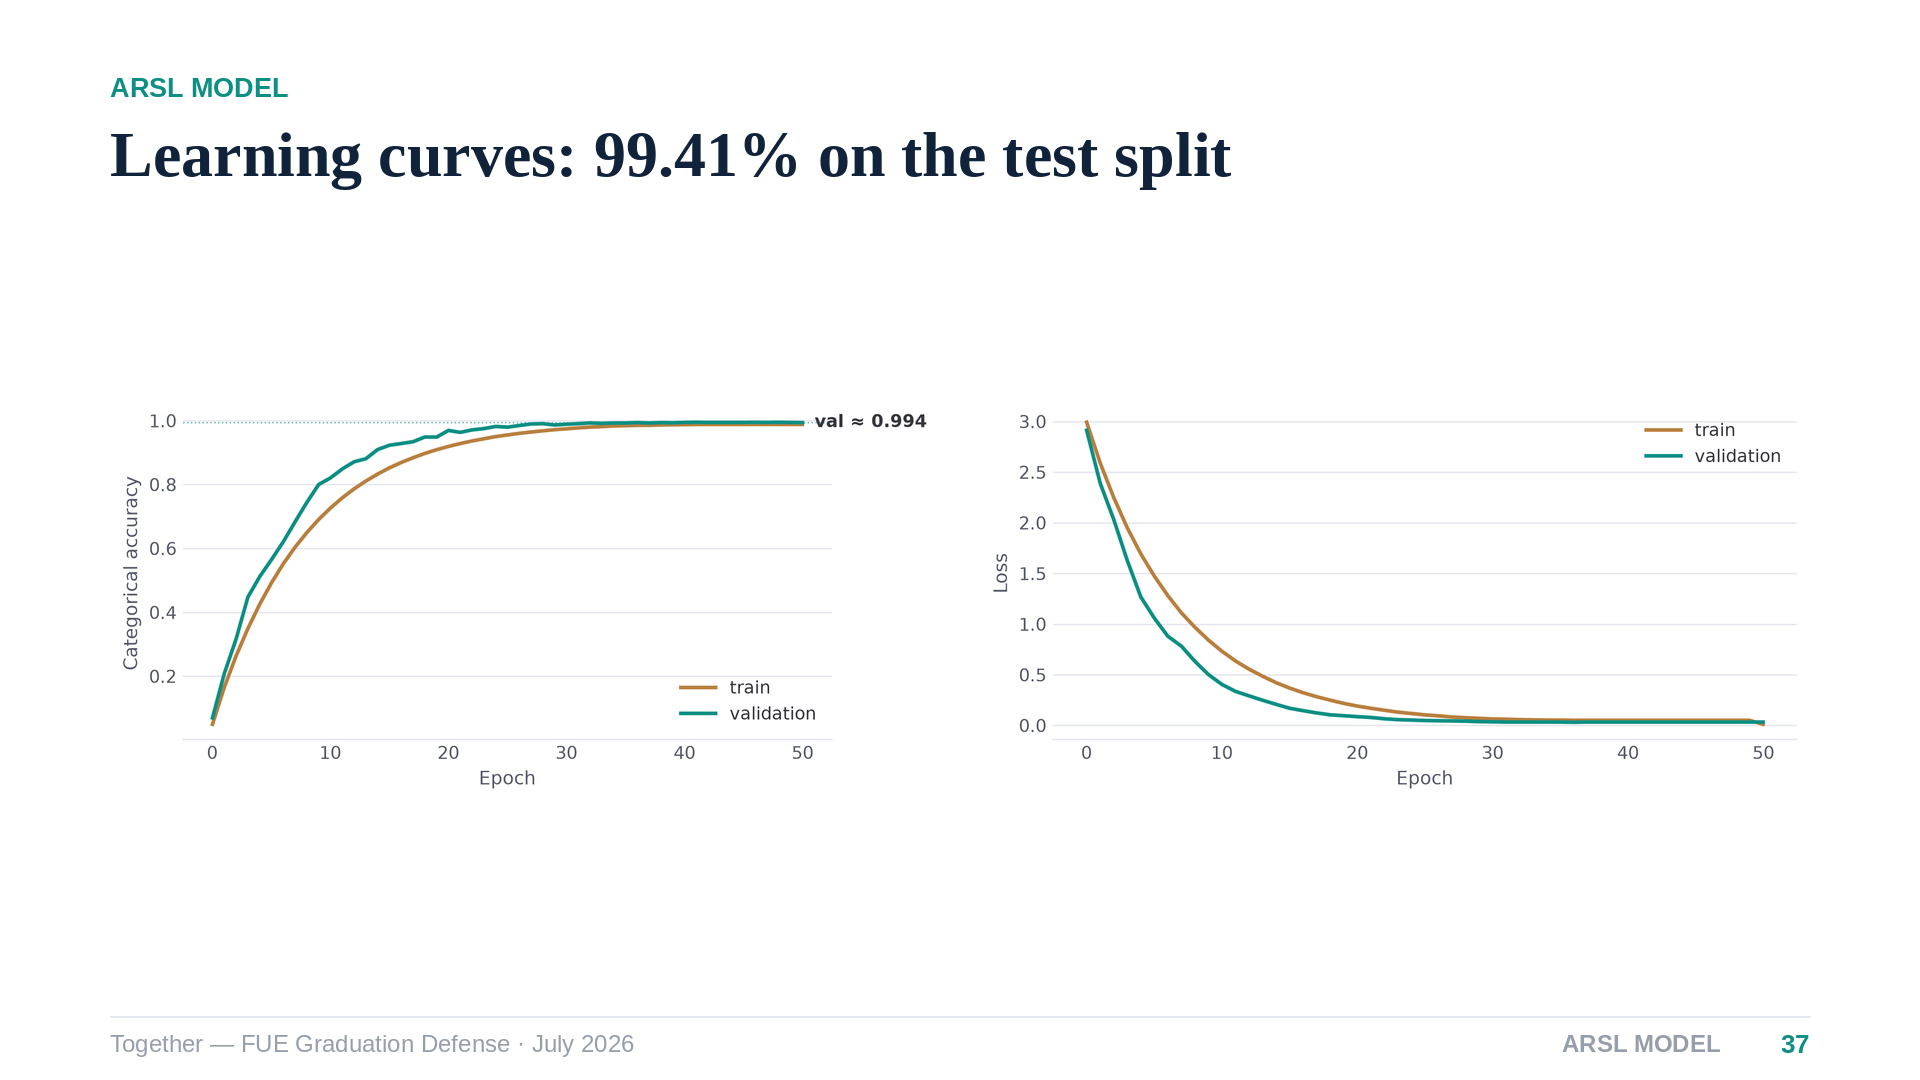 ARSL MODEL
Learning curves: 99.41% on the test split
1.0
0.8
0.6
0.4
0.2
Categorical accuracy
val ≈ 0.994
train
validation
0 10 20 30 40 50
Epoch
3.0
2.5
2.0
1.5
1.0
0.5
0.0
Loss
train
validation
0 10 20 30 40 50
Epoch
Together — FUE Graduation Defense · July 2026
ARSL MODEL 37